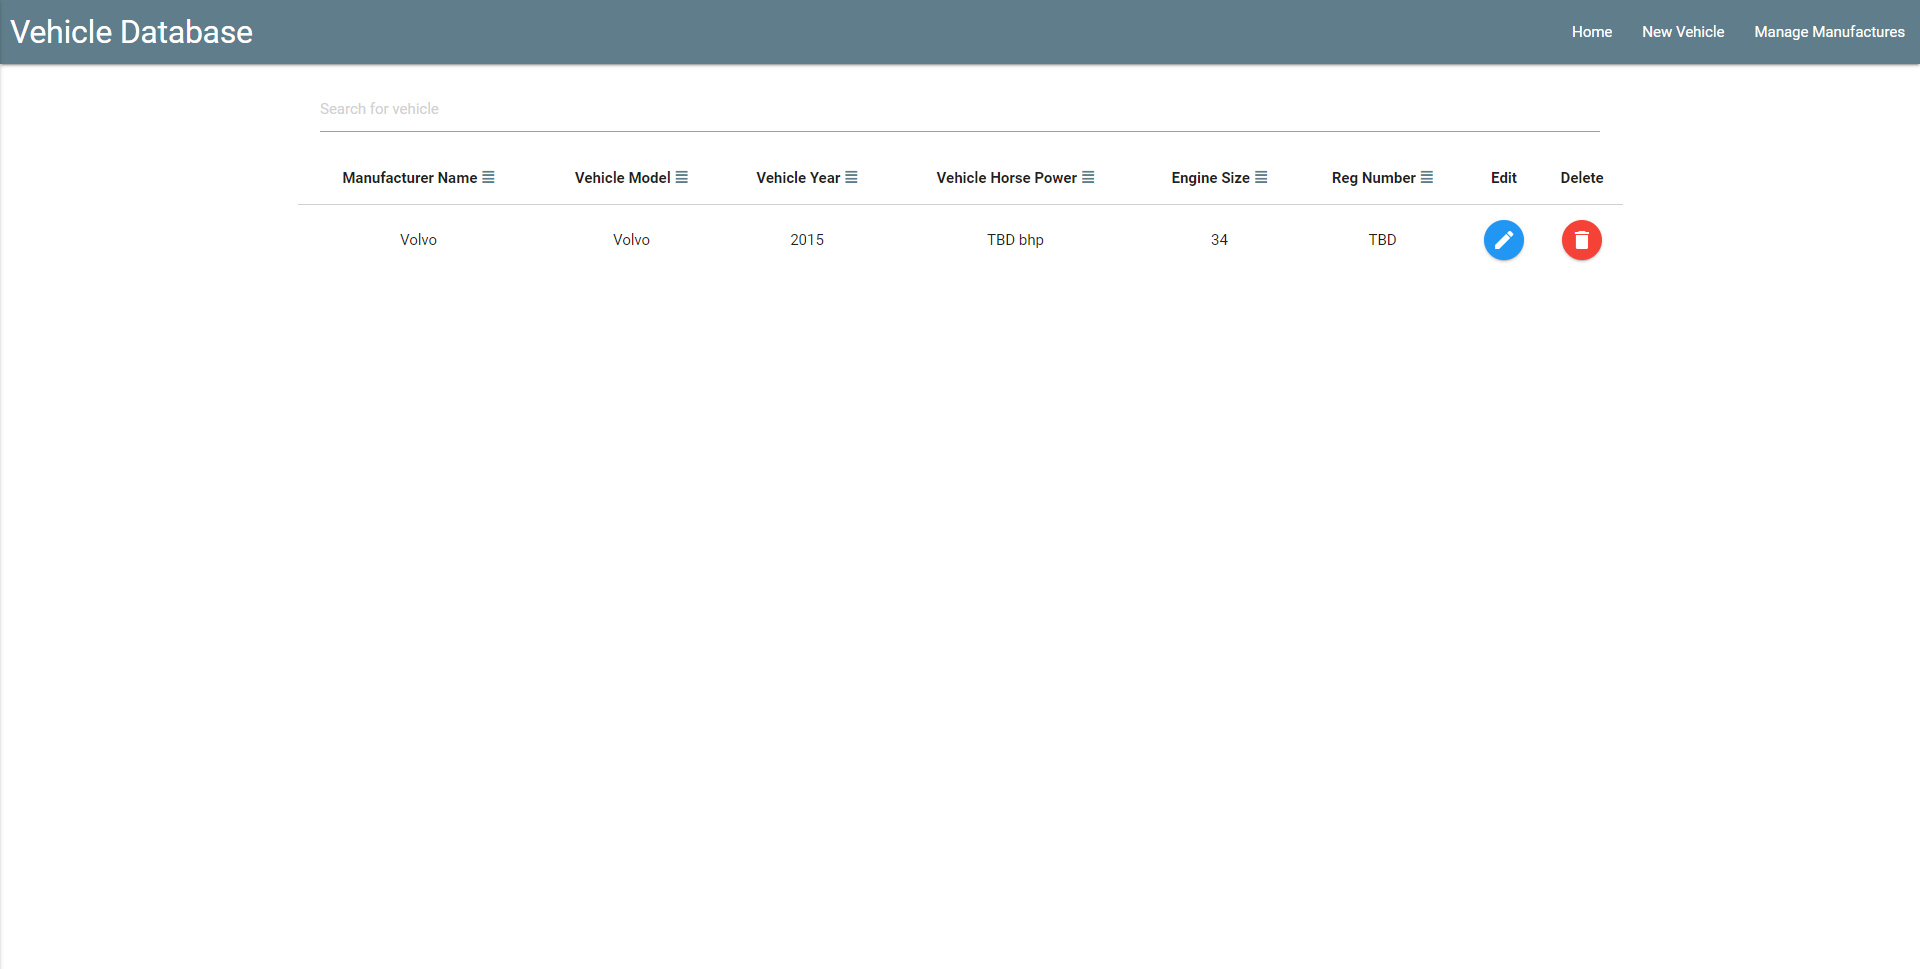 Vehicle Database
Home New Vehicle Manage Manufactures
Search for vehicle
Manufacturer Name Vehicle Model Vehicle Year Vehicle Horse Power Engine Size Reg Number Edit Delete
Volvo Volvo 2015 TBD bhp 34 TBD